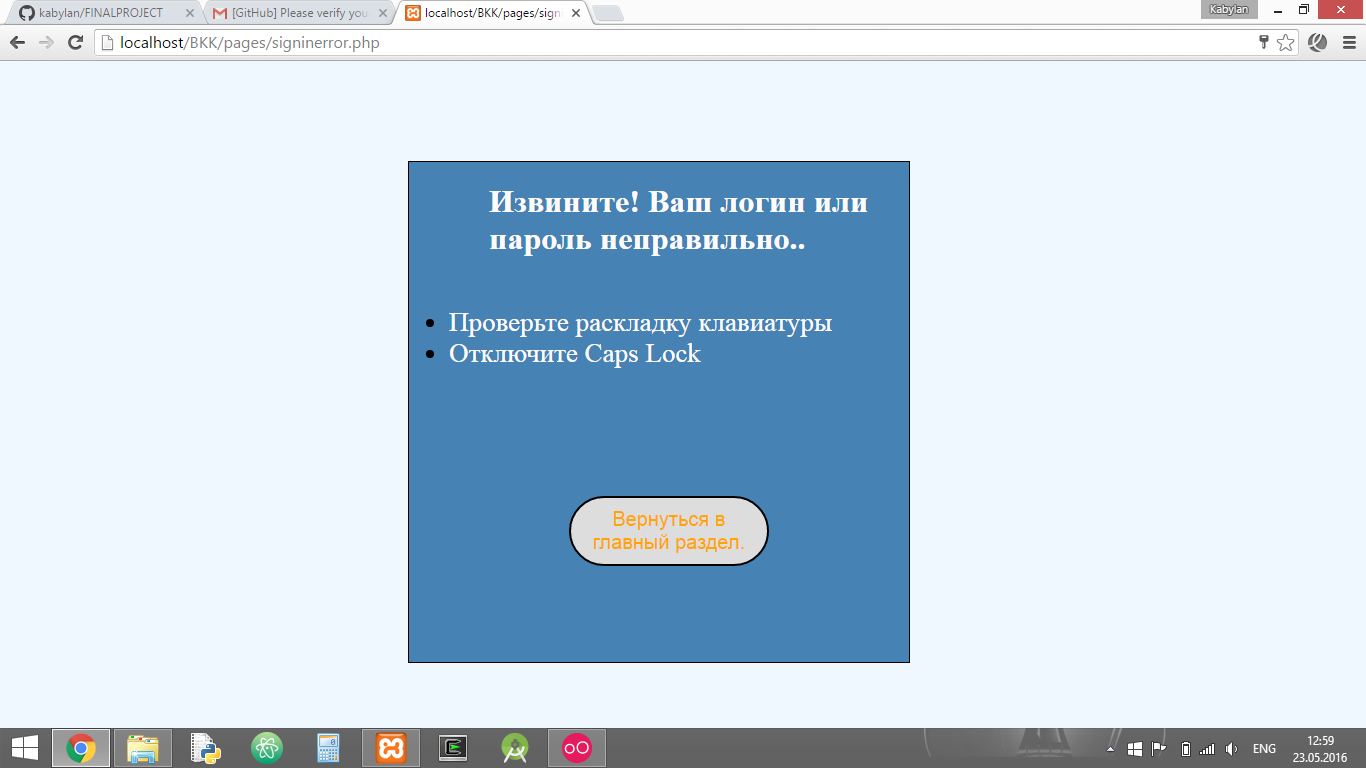 kabylan/FINALPROJECT
[GitHub] Please verify you
localhost/BKK/pages/sign
Kabylan
localhost/BKK/pages/signinerror.php
Извините! Ваш логин или
пароль неправильно..
Проверьте раскладку клавиатуры
Отключите Caps Lock
Вернуться в
главный раздел.
ENG
12:59
23.05.2016